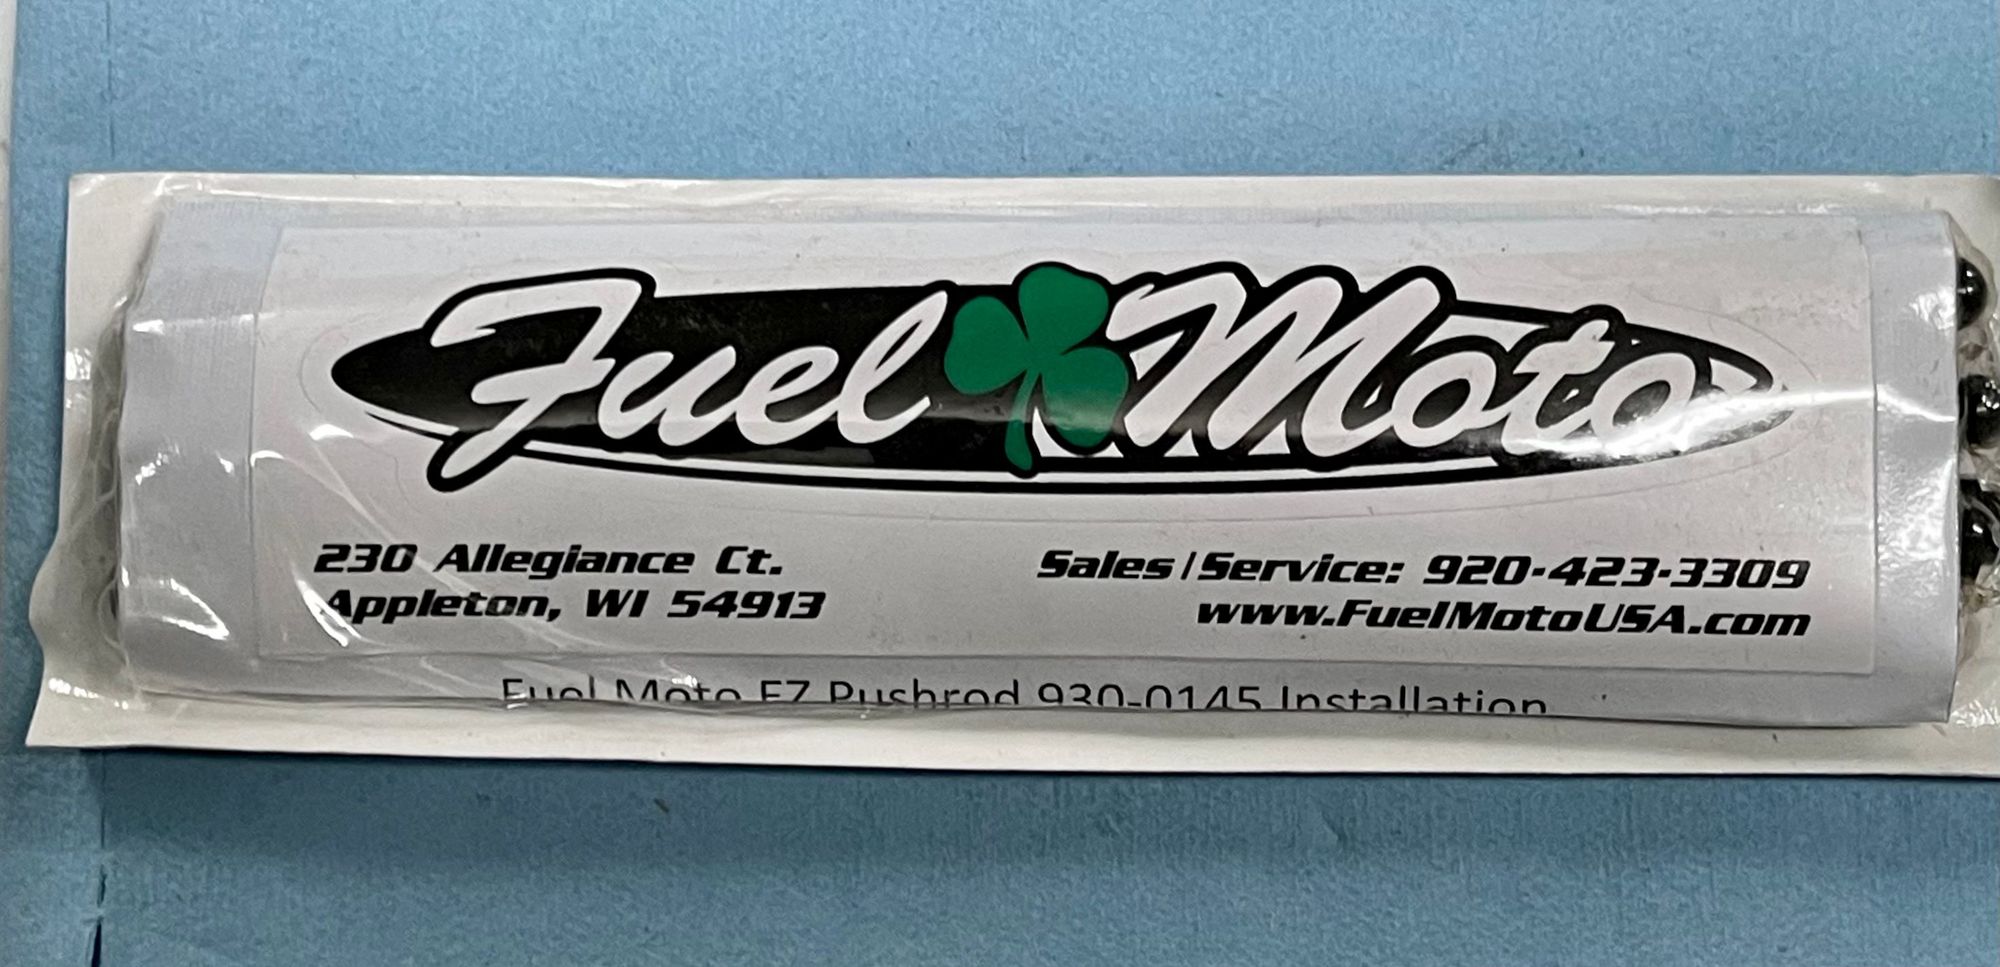 Fuel Moto
230 Allegiance Ct.
Appleton, WI 54913
Sales/Service: 920-423-3309
www.FuelMotoUSA.com
Fuel Moto EZ Pushrod 930-0145 Installation